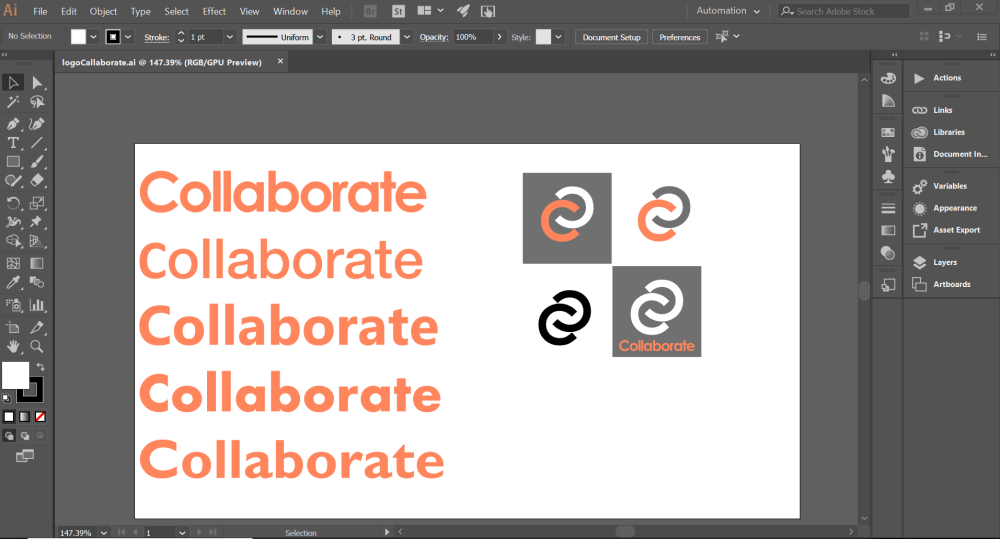 Ai File Edit Object Type Select Effect View Window Help Br St Automation Search Adobe Stock
No Selection Stroke: 1 pt Uniform 3 pt. Round Opacity: 100% Style: Document Setup Preferences
logoCallaborate.ai @ 147.39% (RGB/GPU Preview)
Actions
Links
Libraries
Document In...
Variables
Appearance
Asset Export
Layers
Artboards
Collaborate
Collaborate
Collaborate
Collaborate
Collaborate
Collaborate
147.39% 1 Selection